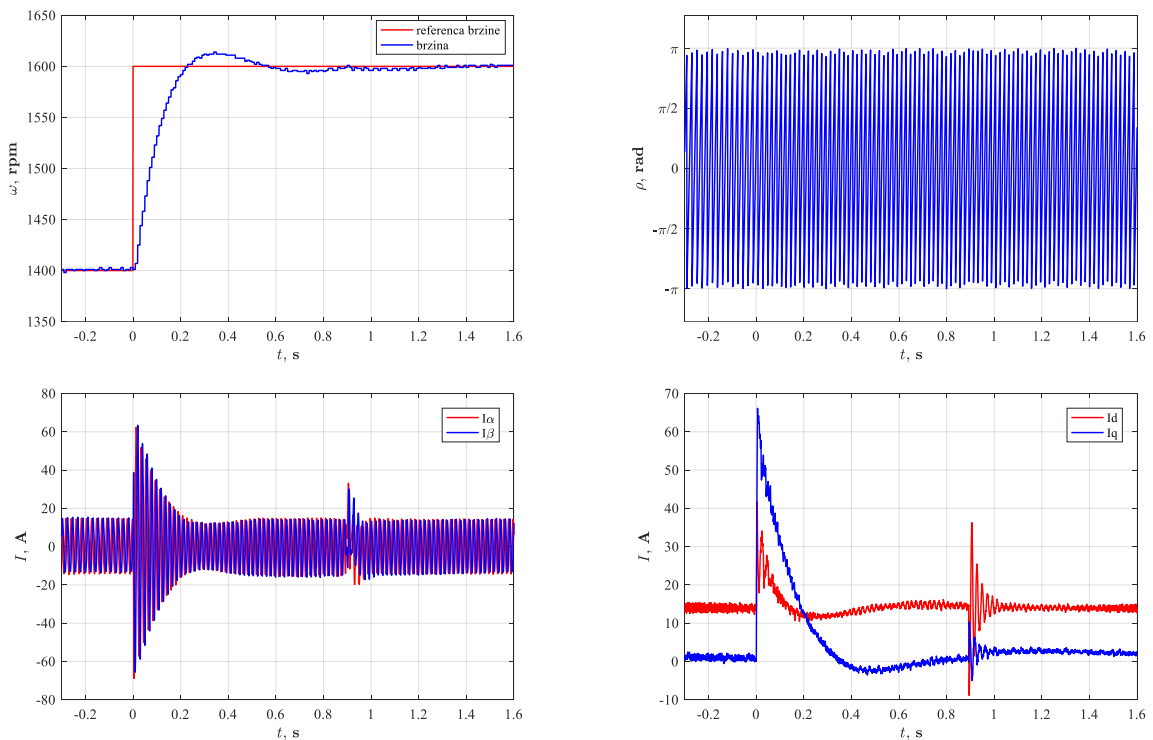 1650
1600
1550
1500
1450
1400
1350
ω, rpm
-0.2 0 0.2 0.4 0.6 0.8 1 1.2 1.4 1.6
t, s
referenca brzine
brzina
π
π/2
0
-π/2
-π
ρ, rad
-0.2 0 0.2 0.4 0.6 0.8 1 1.2 1.4 1.6
t, s
80
60
40
20
0
-20
-40
-60
-80
I, A
-0.2 0 0.2 0.4 0.6 0.8 1 1.2 1.4 1.6
t, s
Iα
Iβ
70
60
50
40
30
20
10
0
-10
I, A
-0.2 0 0.2 0.4 0.6 0.8 1 1.2 1.4 1.6
t, s
Id
Iq